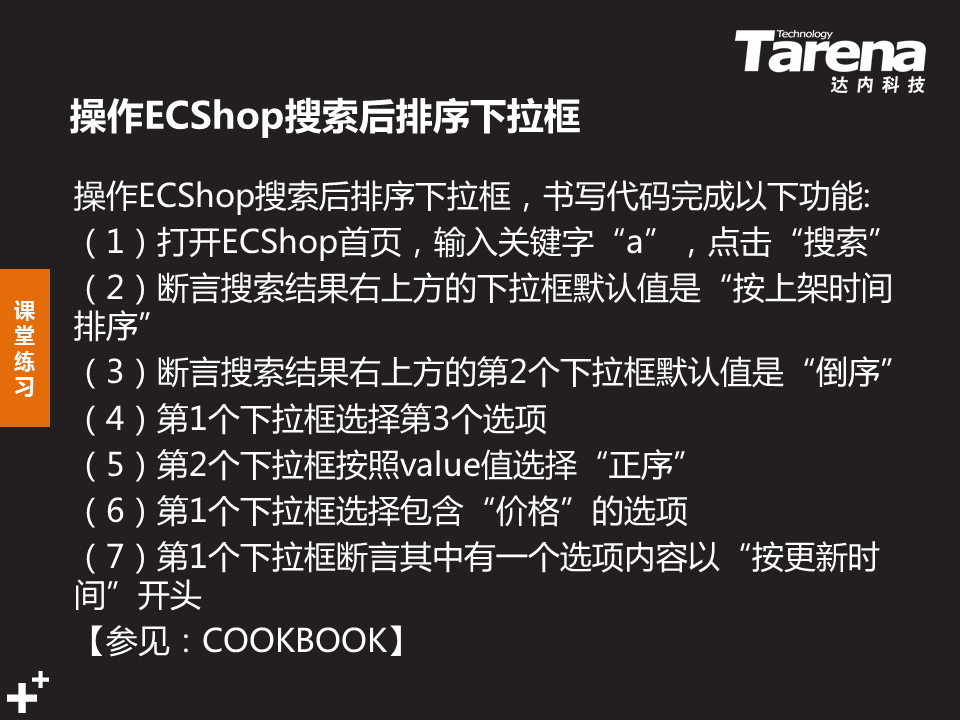 Technology
Tarena
达内科技
操作ECShop搜索后排序下拉框
操作ECShop搜索后排序下拉框，书写代码完成以下功能:
（1）打开ECShop首页，输入关键字“a”，点击“搜索”
（2）断言搜索结果右上方的下拉框默认值是“按上架时间
排序”
（3）断言搜索结果右上方的第2个下拉框默认值是“倒序”
（4）第1个下拉框选择第3个选项
（5）第2个下拉框按照value值选择“正序”
（6）第1个下拉框选择包含“价格”的选项
（7）第1个下拉框断言其中有一个选项内容以“按更新时
间”开头
【参见：COOKBOOK】
课
堂
练
习